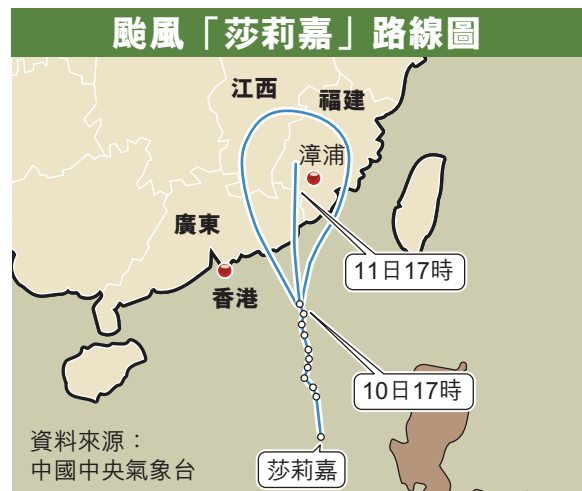 颱風「莎莉嘉」路線圖
江西
福建
漳浦
廣東
11日17時
香港
10日17時
資料來源：
中國中央氣象台
莎莉嘉